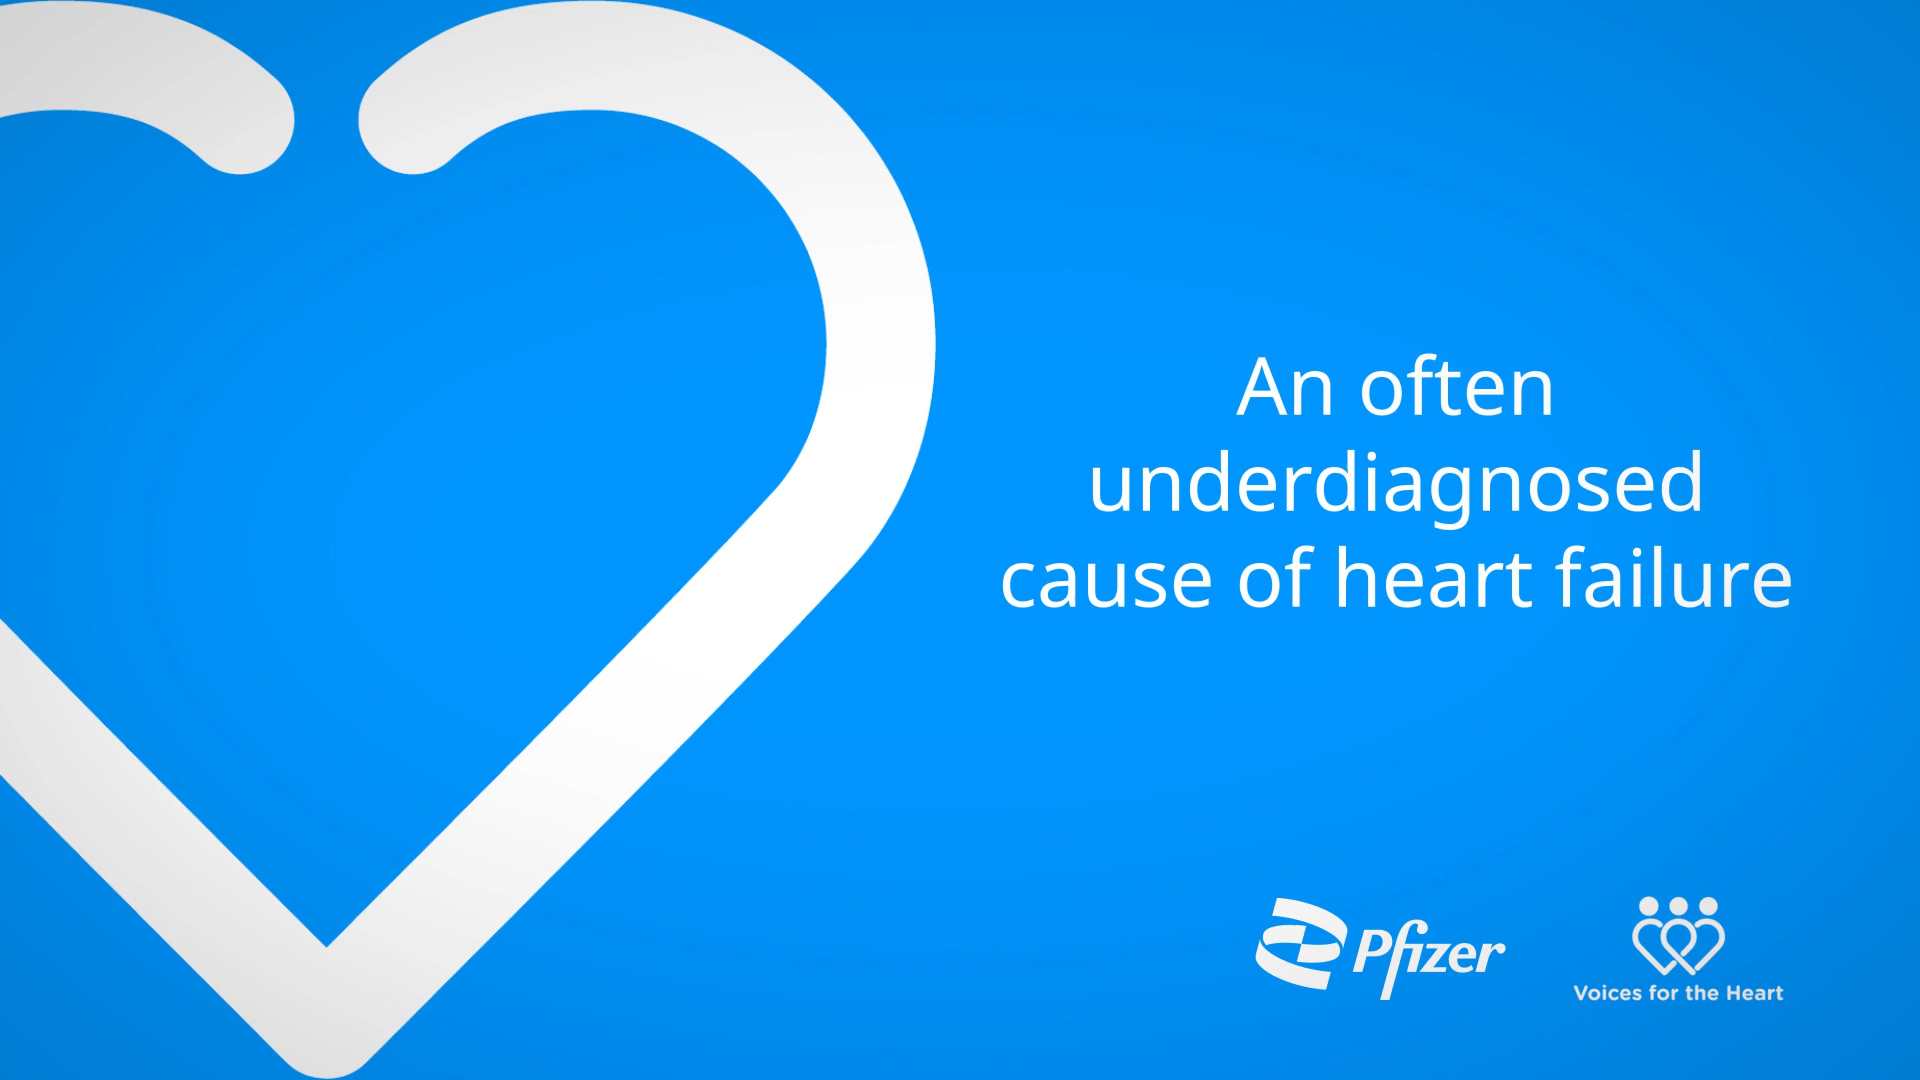 An often
underdiagnosed
cause of heart failure
Pfizer
Voices for the Heart